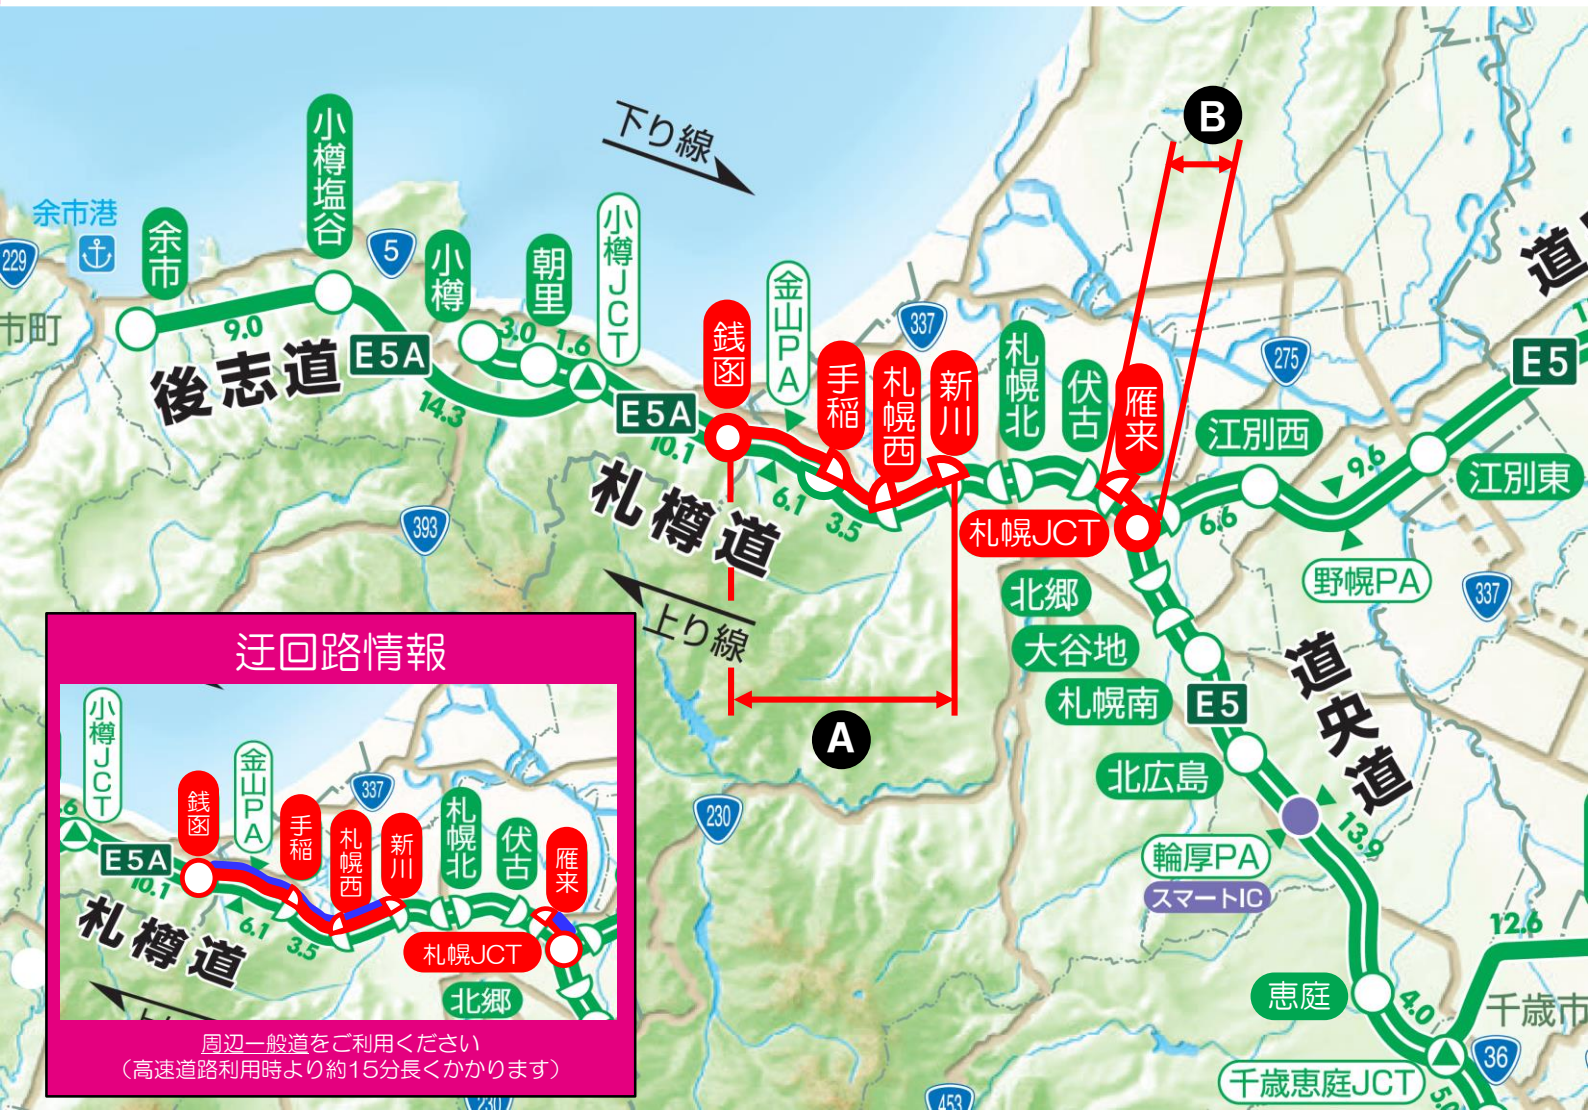 下り線
B
小樽塩谷
余市港
余市
229
5
小樽
朝里
小樽JCT
市町
9.0
3.0
1.6
後志道
E5A
14.3
銭函
金山PA
手稲
札幌西
新川
337
札幌北
伏古
雁来
275
E5
E5A
10.1
江別西
9.6
江別東
札樽道
6.1
3.5
札幌JCT
6.6
393
野幌PA
337
北郷
大谷地
札幌南
E5
道央道
上り線
A
北広島
230
13.9
輪厚PA
スマートIC
12.6
恵庭
4.0
千歳市
36
千歳恵庭JCT
5.0
453
230
迂回路情報
小樽JCT
金山PA
337
銭函
手稲
札幌西
新川
札幌北
伏古
雁来
.6
E5A
10.1
6.1
3.5
札樽道
札幌JCT
北郷
周辺一般道をご利用ください
（高速道路利用時より約15分長くかかります）